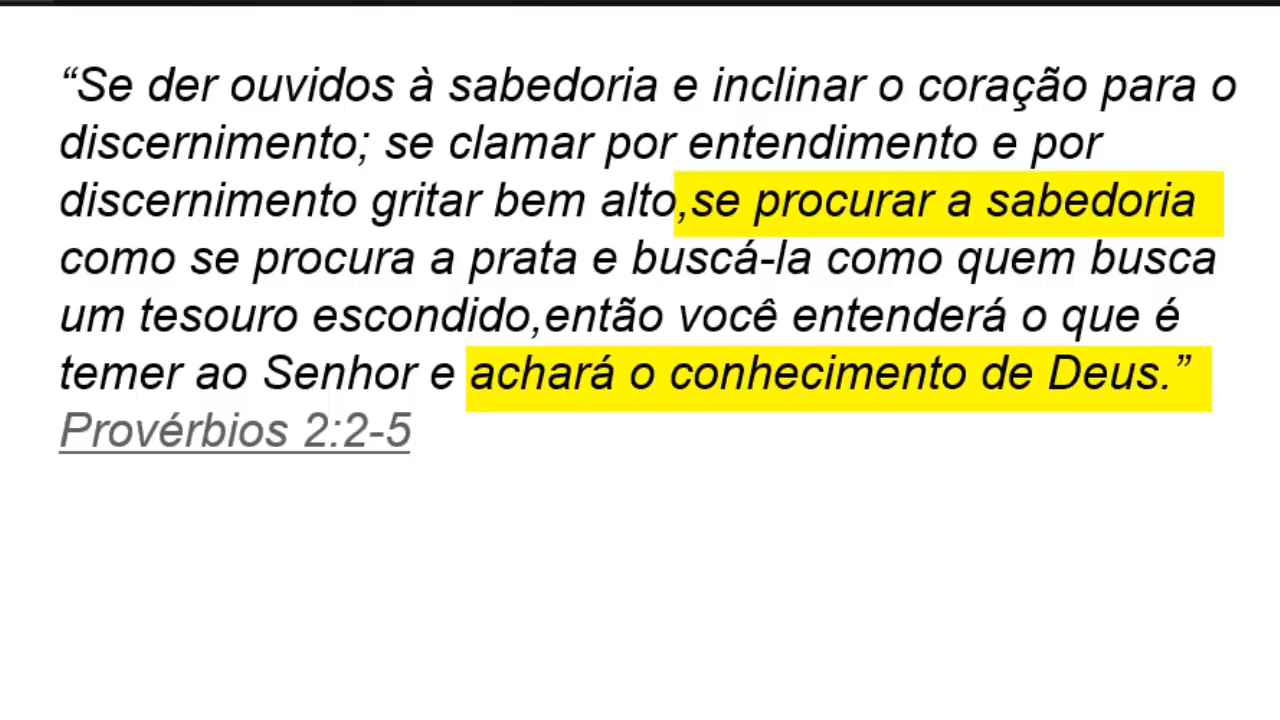 “Se der ouvidos à sabedoria e inclinar o coração para o
discernimento; se clamar por entendimento e por
discernimento gritar bem alto,se procurar a sabedoria
como se procura a prata e buscá-la como quem busca
um tesouro escondido,então você entenderá o que é
temer ao Senhor e achará o conhecimento de Deus.”
Provérbios 2:2-5